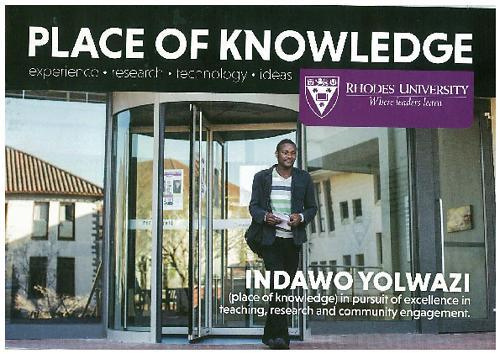 PLACE OF KNOWLEDGE
experience • research • technology • ideas
RHODES UNIVERSITY
Where leaders learn
INDAWO YOLWAZI
(place of knowledge) in pursuit of excellence in
teaching, research and community engagement.